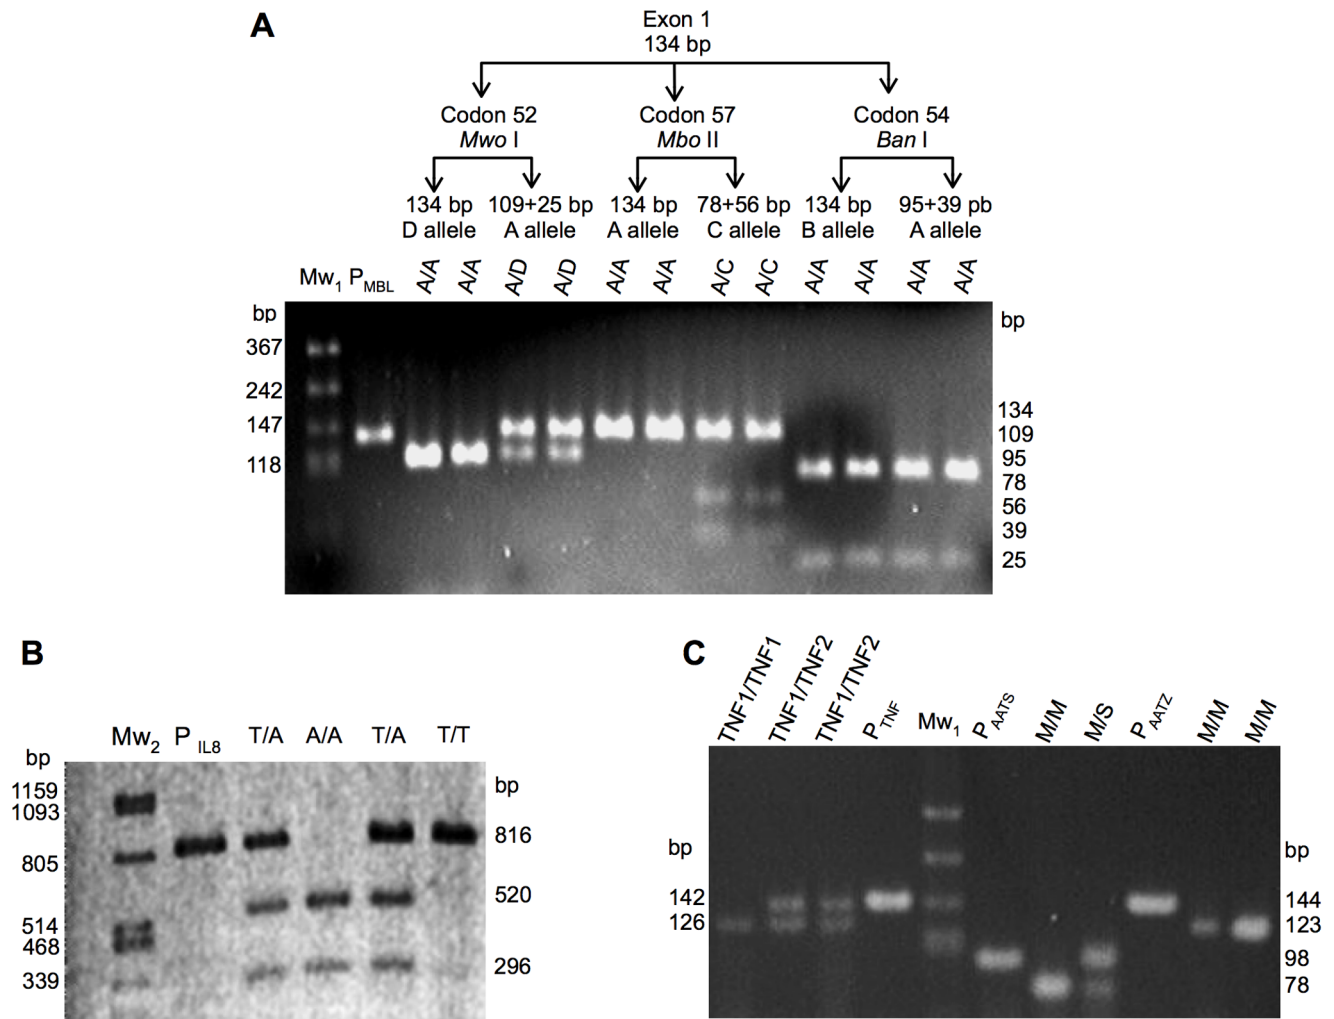 A
Exon 1
134 bp
Codon 52
Mwo I
Codon 57
Mbo II
Codon 54
Ban I
134 bp
D allele
109+25 bp
A allele
134 bp
A allele
78+56 bp
C allele
134 bp
B allele
95+39 pb
A allele
Mw1 PMBL A/A A/A A/D A/D A/A A/A A/C A/C A/A A/A A/A A/A
bp
367
242
147
118
bp
134
109
95
78
56
39
25
B
Mw2 P IL8 T/A A/A T/A T/T
bp
1159
1093
805
514
468
339
bp
816
520
296
C
TNF1/TNF1 TNF1/TNF2 TNF1/TNF2 PTNF Mw1 PAATS M/M M/S PAATZ M/M M/M
bp
142
126
bp
144
123
98
78